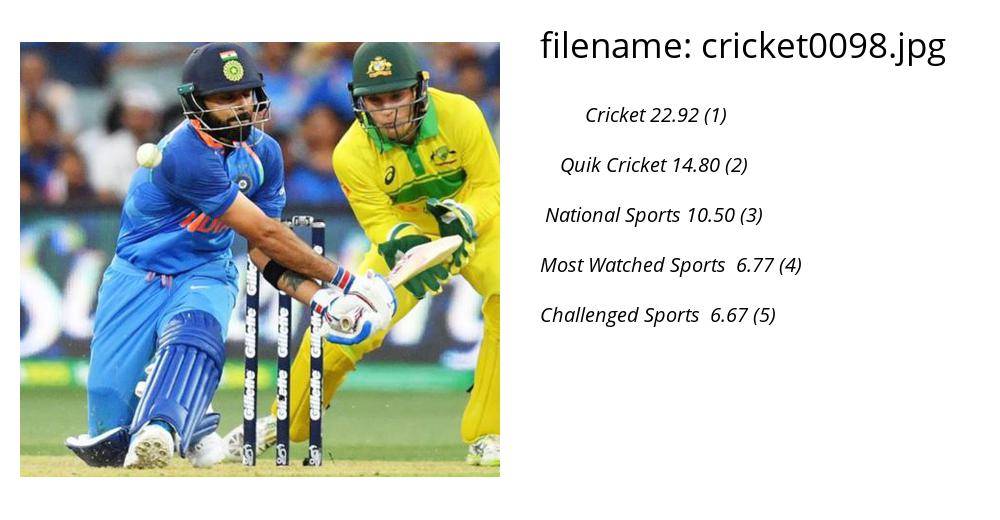 filename: cricket0098.jpg
Cricket 22.92 (1)
Quik Cricket 14.80 (2)
National Sports 10.50 (3)
Most Watched Sports 6.77 (4)
Challenged Sports 6.67 (5)
Gillette
Gillette
Gillette